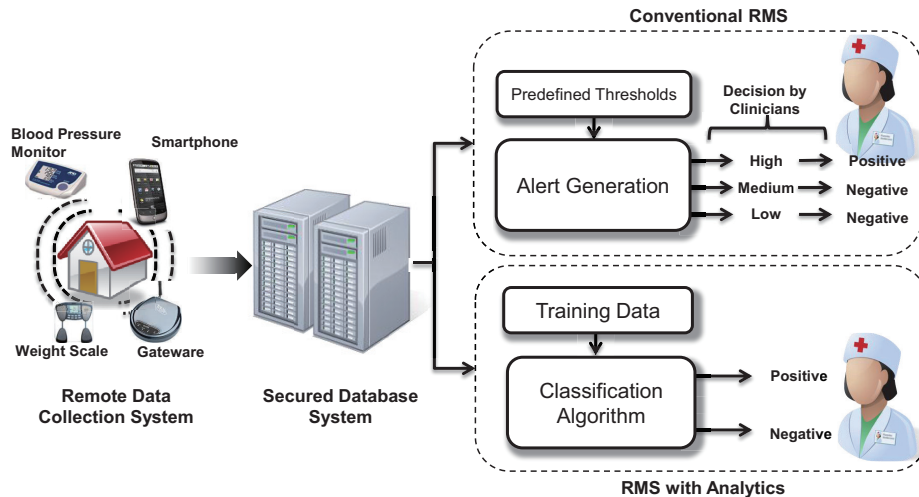 Conventional RMS
Predefined Thresholds
Decision by
Clinicians
Alert Generation
High
Positive
Medium
Negative
Low
Negative
Blood Pressure
Monitor
Smartphone
Weight Scale
Gateware
Remote Data
Collection System
Secured Database
System
Training Data
Classification
Algorithm
Positive
Negative
RMS with Analytics